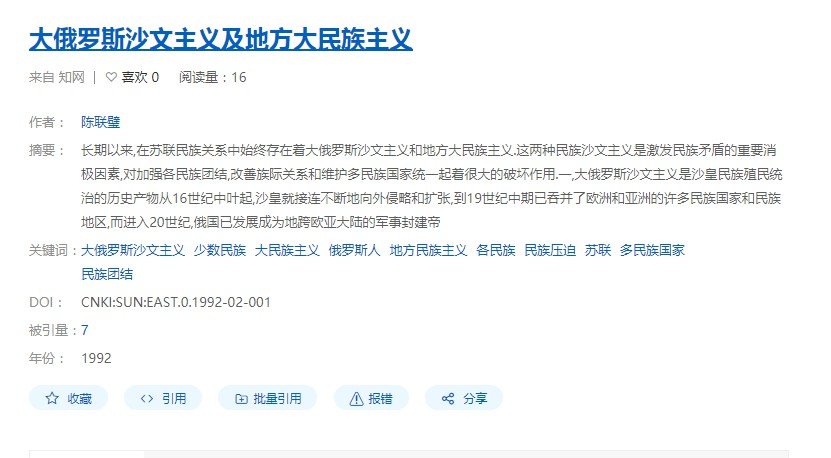 大俄罗斯沙文主义及地方大民族主义
来自 知网 | 喜欢 0 阅读量：16
作者： 陈联璧
摘要： 长期以来,在苏联民族关系中始终存在着大俄罗斯沙文主义和地方大民族主义.这两种民族沙文主义是激发民族矛盾的重要消
极因素,对加强各民族团结,改善族际关系和维护多民族国家统一起着很大的破坏作用.一,大俄罗斯沙文主义是沙皇民族殖民统
治的历史产物从16世纪中叶起,沙皇就接连不断地向外侵略和扩张,到19世纪中期已吞并了欧洲和亚洲的许多民族国家和民族
地区,而进入20世纪,俄国已发展成为地跨欧亚大陆的军事封建帝
关键词：大俄罗斯沙文主义 少数民族 大民族主义 俄罗斯人 地方民族主义 各民族 民族压迫 苏联 多民族国家
民族团结
DOI： CNKI:SUN:EAST.0.1992-02-001
被引量：7
年份： 1992
收藏 引用 批量引用 报错 分享